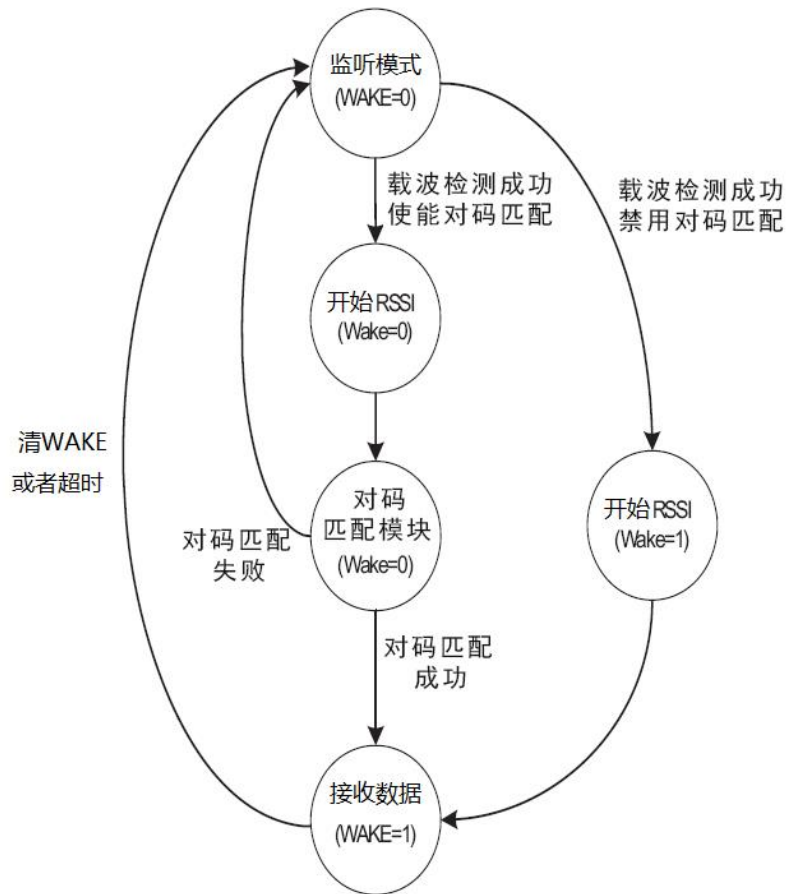 监听模式
(WAKE=0)
载波检测成功
使能对码匹配
载波检测成功
禁用对码匹配
开始RSSI
(Wake=0)
清WAKE
或者超时
对码匹配
失败
对码
匹配模块
(Wake=0)
开始RSSI
(Wake=1)
对码匹配
成功
接收数据
(WAKE=1)